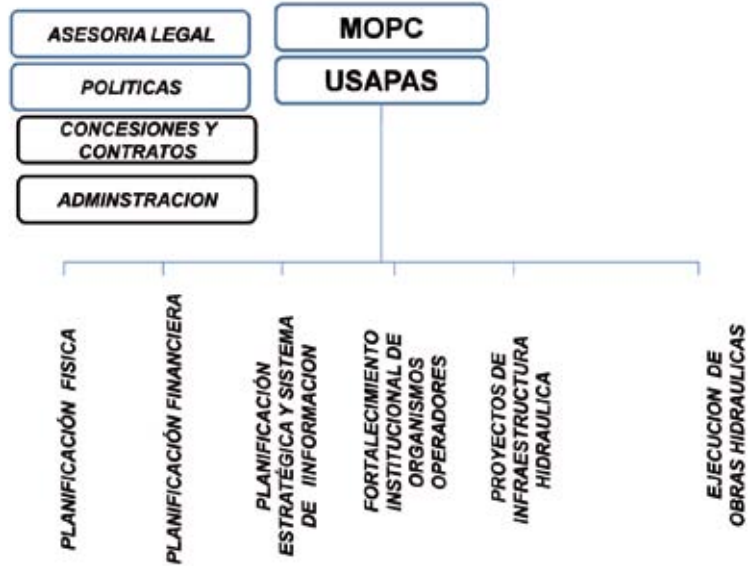 ASESORIA LEGAL
MOPC
POLITICAS
USAPAS
CONCESIONES Y
CONTRATOS
ADMINSTRACION
PLANIFICACIÓN FISICA
PLANIFICACIÓN FINANCIERA
PLANIFICACIÓN
ESTRATÉGICA Y SISTEMA
DE IINFORMACION
FORTALECIMIENTO
INSTITUCIONAL DE
ORGANISMOS
OPERADORES
PROYECTOS DE
INFRAESTRUCTURA
HIDRAULICA
EJECUCION DE
OBRAS HIDRAULICAS